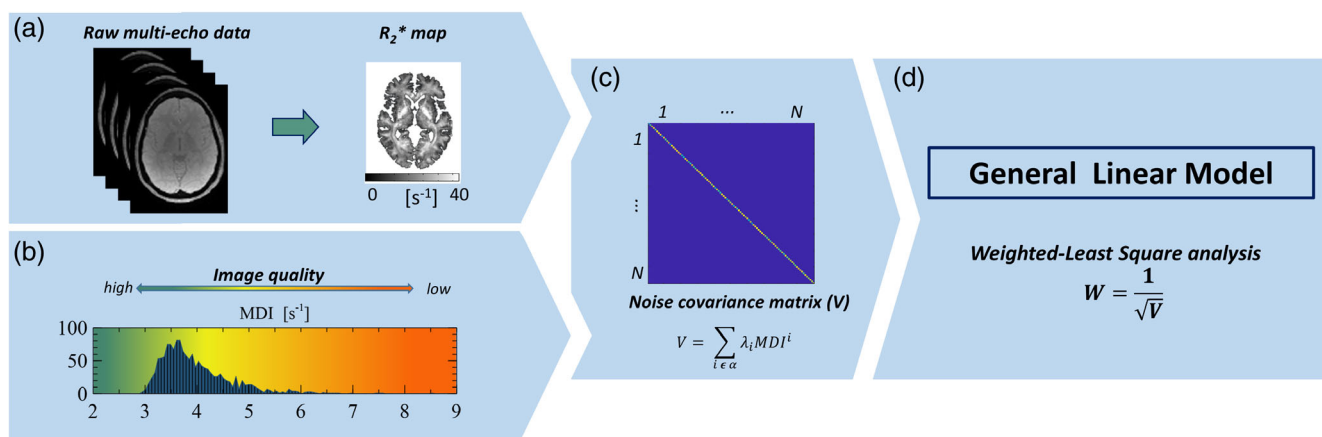 (a)
Raw multi-echo data
R₂* map
0 [s⁻¹] 40
(b)
Image quality
high
low
MDI [s⁻¹]
100
50
0
2 3 4 5 6 7 8 9
(c)
1 ... N
1
⋮
N
Noise covariance matrix (V)
V = ∑ λᵢMDIⁱ
i ϵ α
(d)
General Linear Model
Weighted-Least Square analysis
W = 1/√V